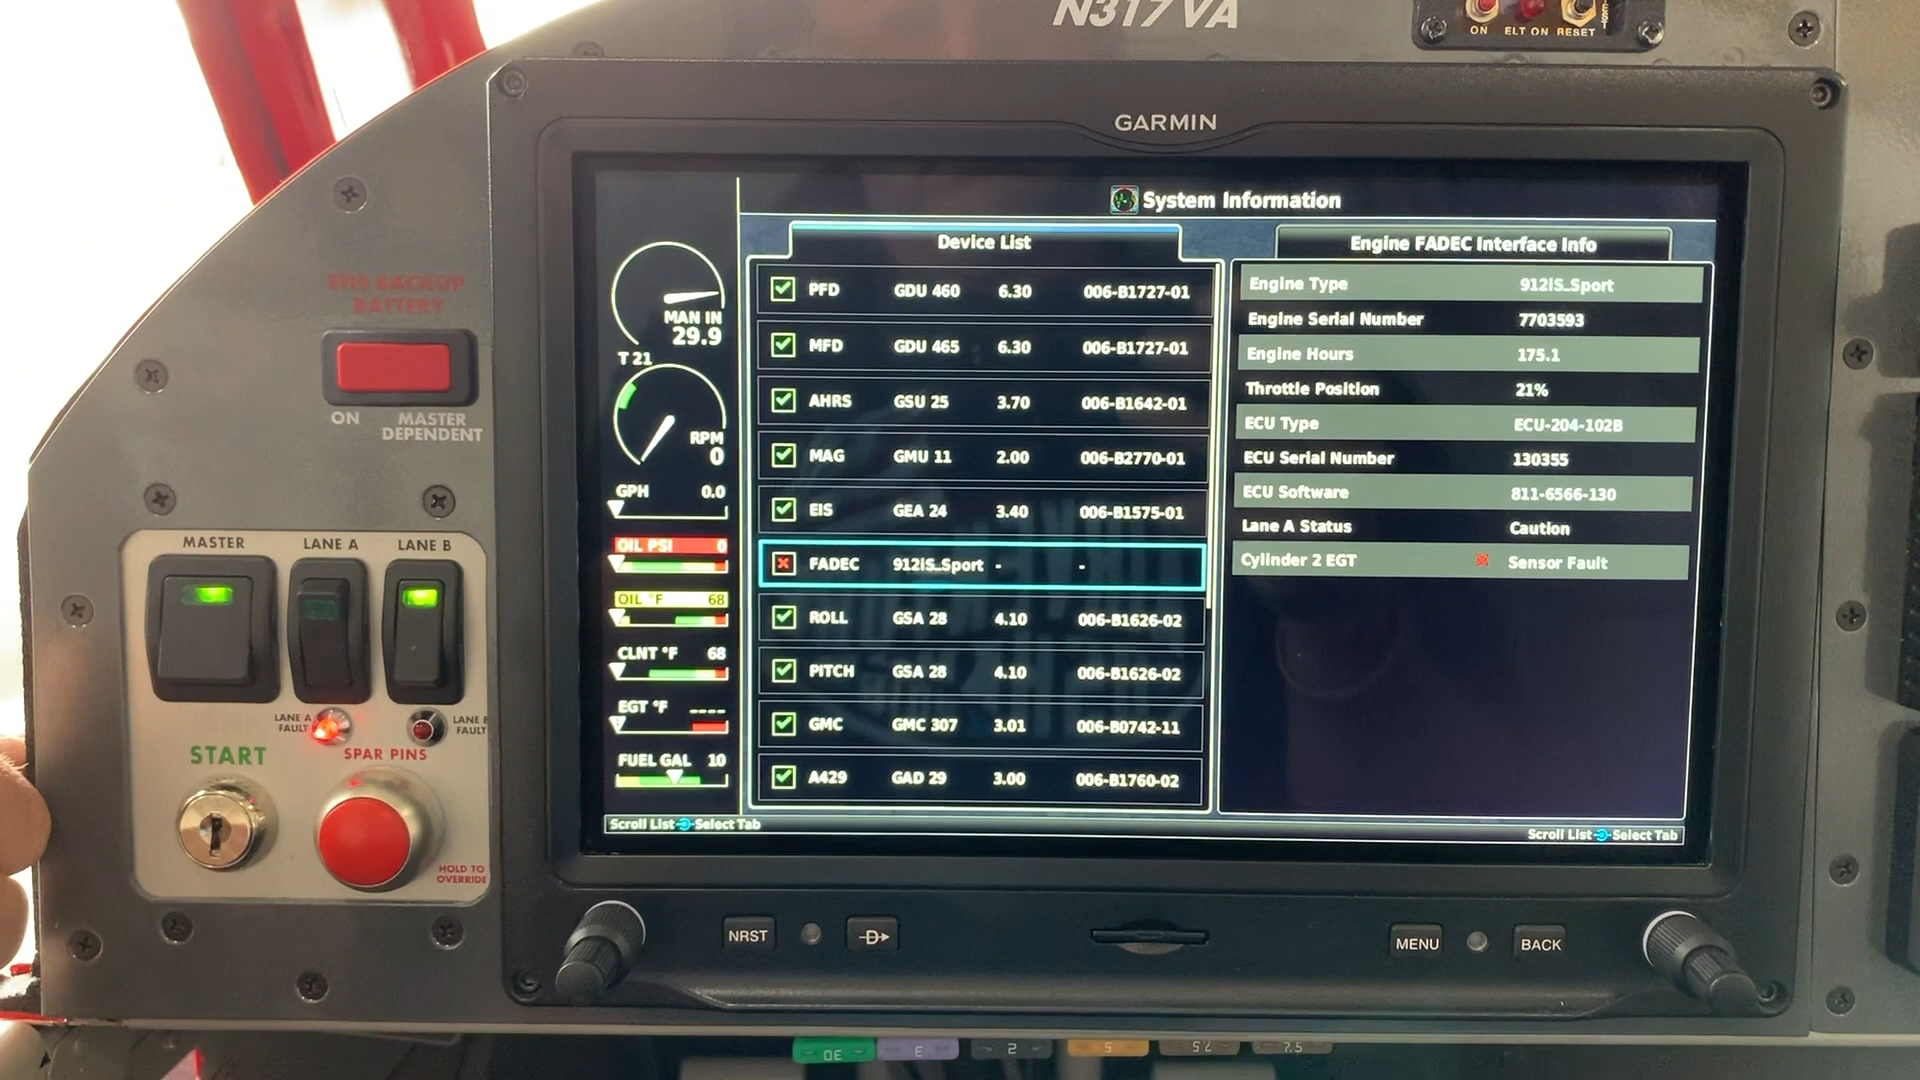 N317VA
ON ELT ON RESET
GARMIN
EFIS BACKUP
BATTERY
ON MASTER
DEPENDENT
MASTER LANE A LANE B
LANE A
FAULT
LANE B
FAULT
START SPAR PINS
HOLD TO
OVERRIDE
System Information
MAN IN
29.9
T 21
RPM
0
GPH 0.0
OIL PSI 0
OIL °F 68
CLNT °F 68
EGT °F ----
FUEL GAL 10
Device List
PFD GDU 460 6.30 006-B1727-01
MFD GDU 465 6.30 006-B1727-01
AHRS GSU 25 3.70 006-B1642-01
MAG GMU 11 2.00 006-B2770-01
EIS GEA 24 3.40 006-B1575-01
FADEC 912iS_Sport - -
ROLL GSA 28 4.10 006-B1626-02
PITCH GSA 28 4.10 006-B1626-02
GMC GMC 307 3.01 006-B0742-11
A429 GAD 29 3.00 006-B1760-02
Engine FADEC Interface Info
Engine Type 912iS_Sport
Engine Serial Number 7703593
Engine Hours 175.1
Throttle Position 21%
ECU Type ECU-204-102B
ECU Serial Number 130355
ECU Software 811-6566-130
Lane A Status Caution
Cylinder 2 EGT Sensor Fault
Scroll List Select Tab
Scroll List Select Tab
NRST D MENU BACK
30 3 2 5 7.5 7.5